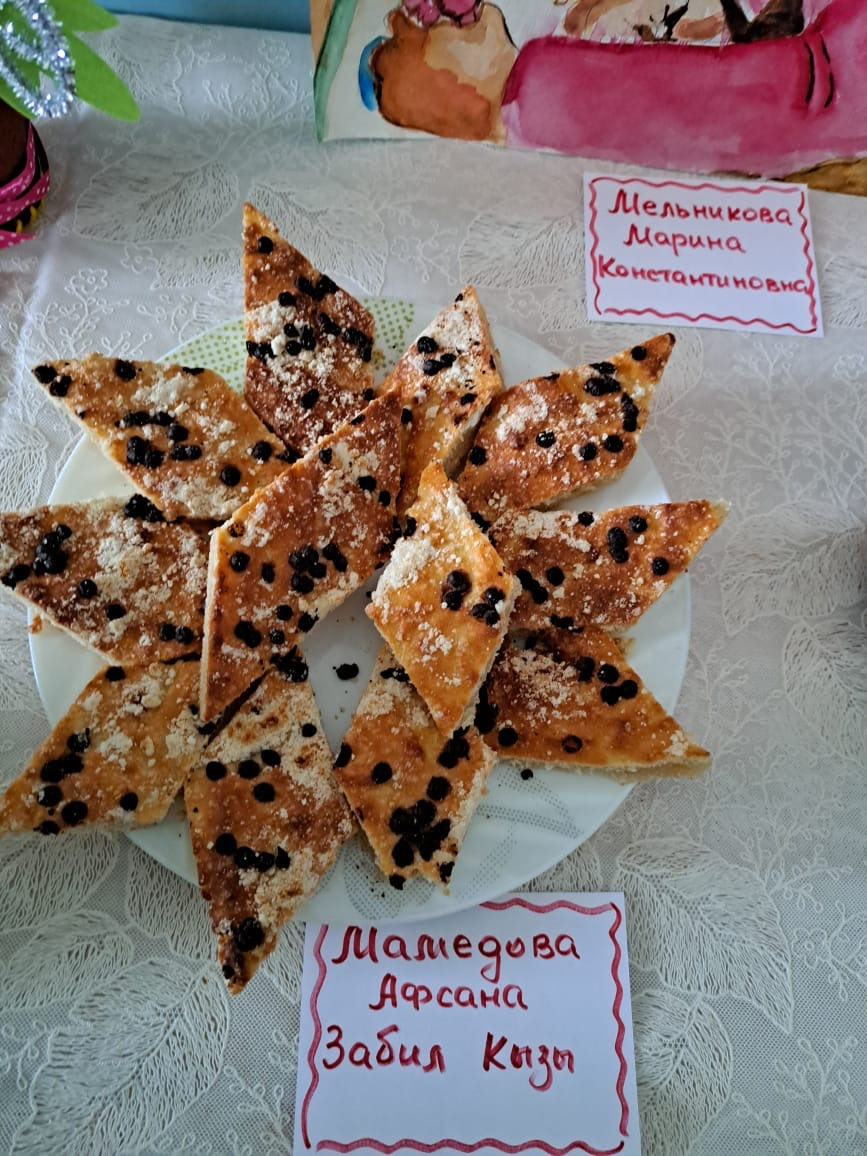 Мельникова
Марина
Константиновна
Мамедова
Афсана
Забил Кызы